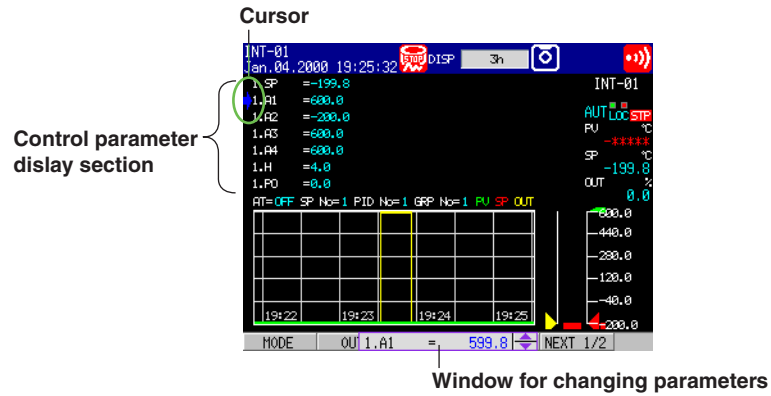 Cursor
INT-01
Jan.04.2000 19:25:32 STOP DISP 3h
1.SP =-199.8
1.A1 =600.0
1.A2 =-200.0
1.A3 =600.0
1.A4 =600.0
1.H =4.0
1.PO =0.0
Control parameter
dislay section
INT-01
AUT LOC STP
PV °C
-*****
SP °C
-199.8
OUT %
0.0
AT=OFF SP No=1 PID No=1 GRP No=1 PV SP OUT
600.0
440.0
280.0
120.0
-40.0
-200.0
19:22 19:23 19:24 19:25
MODE OU 1.A1 = 599.8 NEXT 1/2
Window for changing parameters